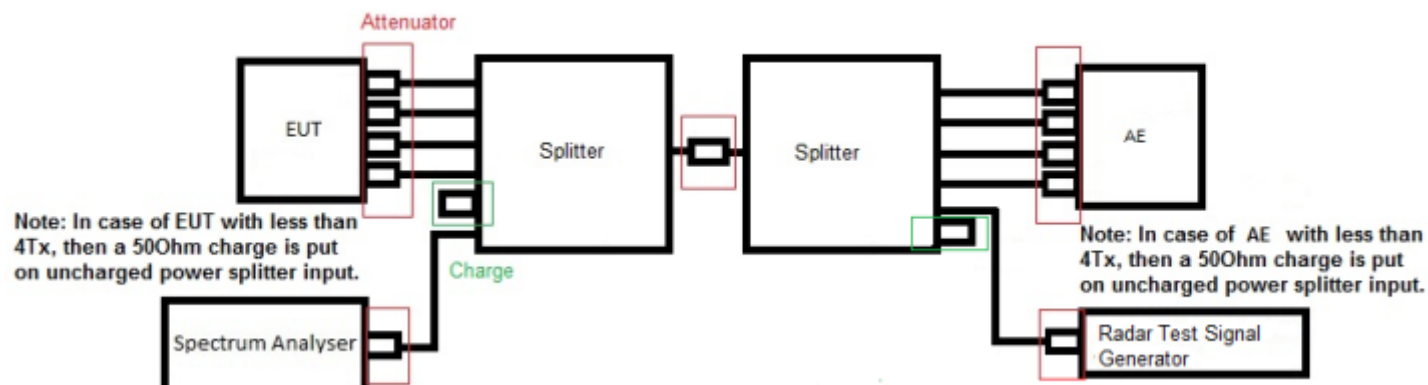 Attenuator
EUT
Splitter
Splitter
AE
Note: In case of EUT with less than
4Tx, then a 50Ohm charge is put
on uncharged power splitter input.
Charge
Note: In case of AE with less than
4Tx, then a 50Ohm charge is put
on uncharged power splitter input.
Spectrum Analyser
Radar Test Signal
Generator